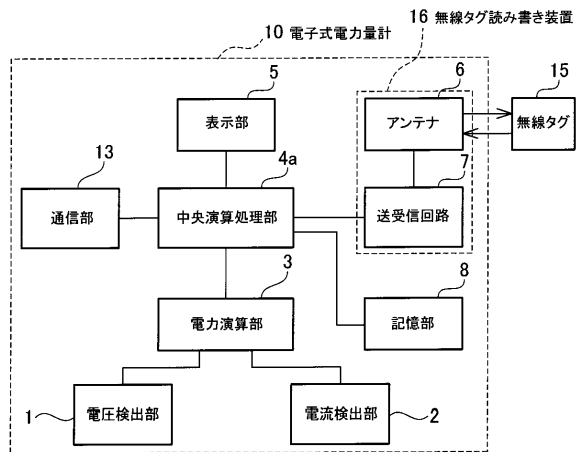 16 無線タグ読み書き装置
10 電子式電力量計
5
6
15
表示部
アンテナ
無線タグ
13
4a
7
通信部
中央演算処理部
送受信回路
3
8
電力演算部
記憶部
1
電圧検出部
電流検出部
2